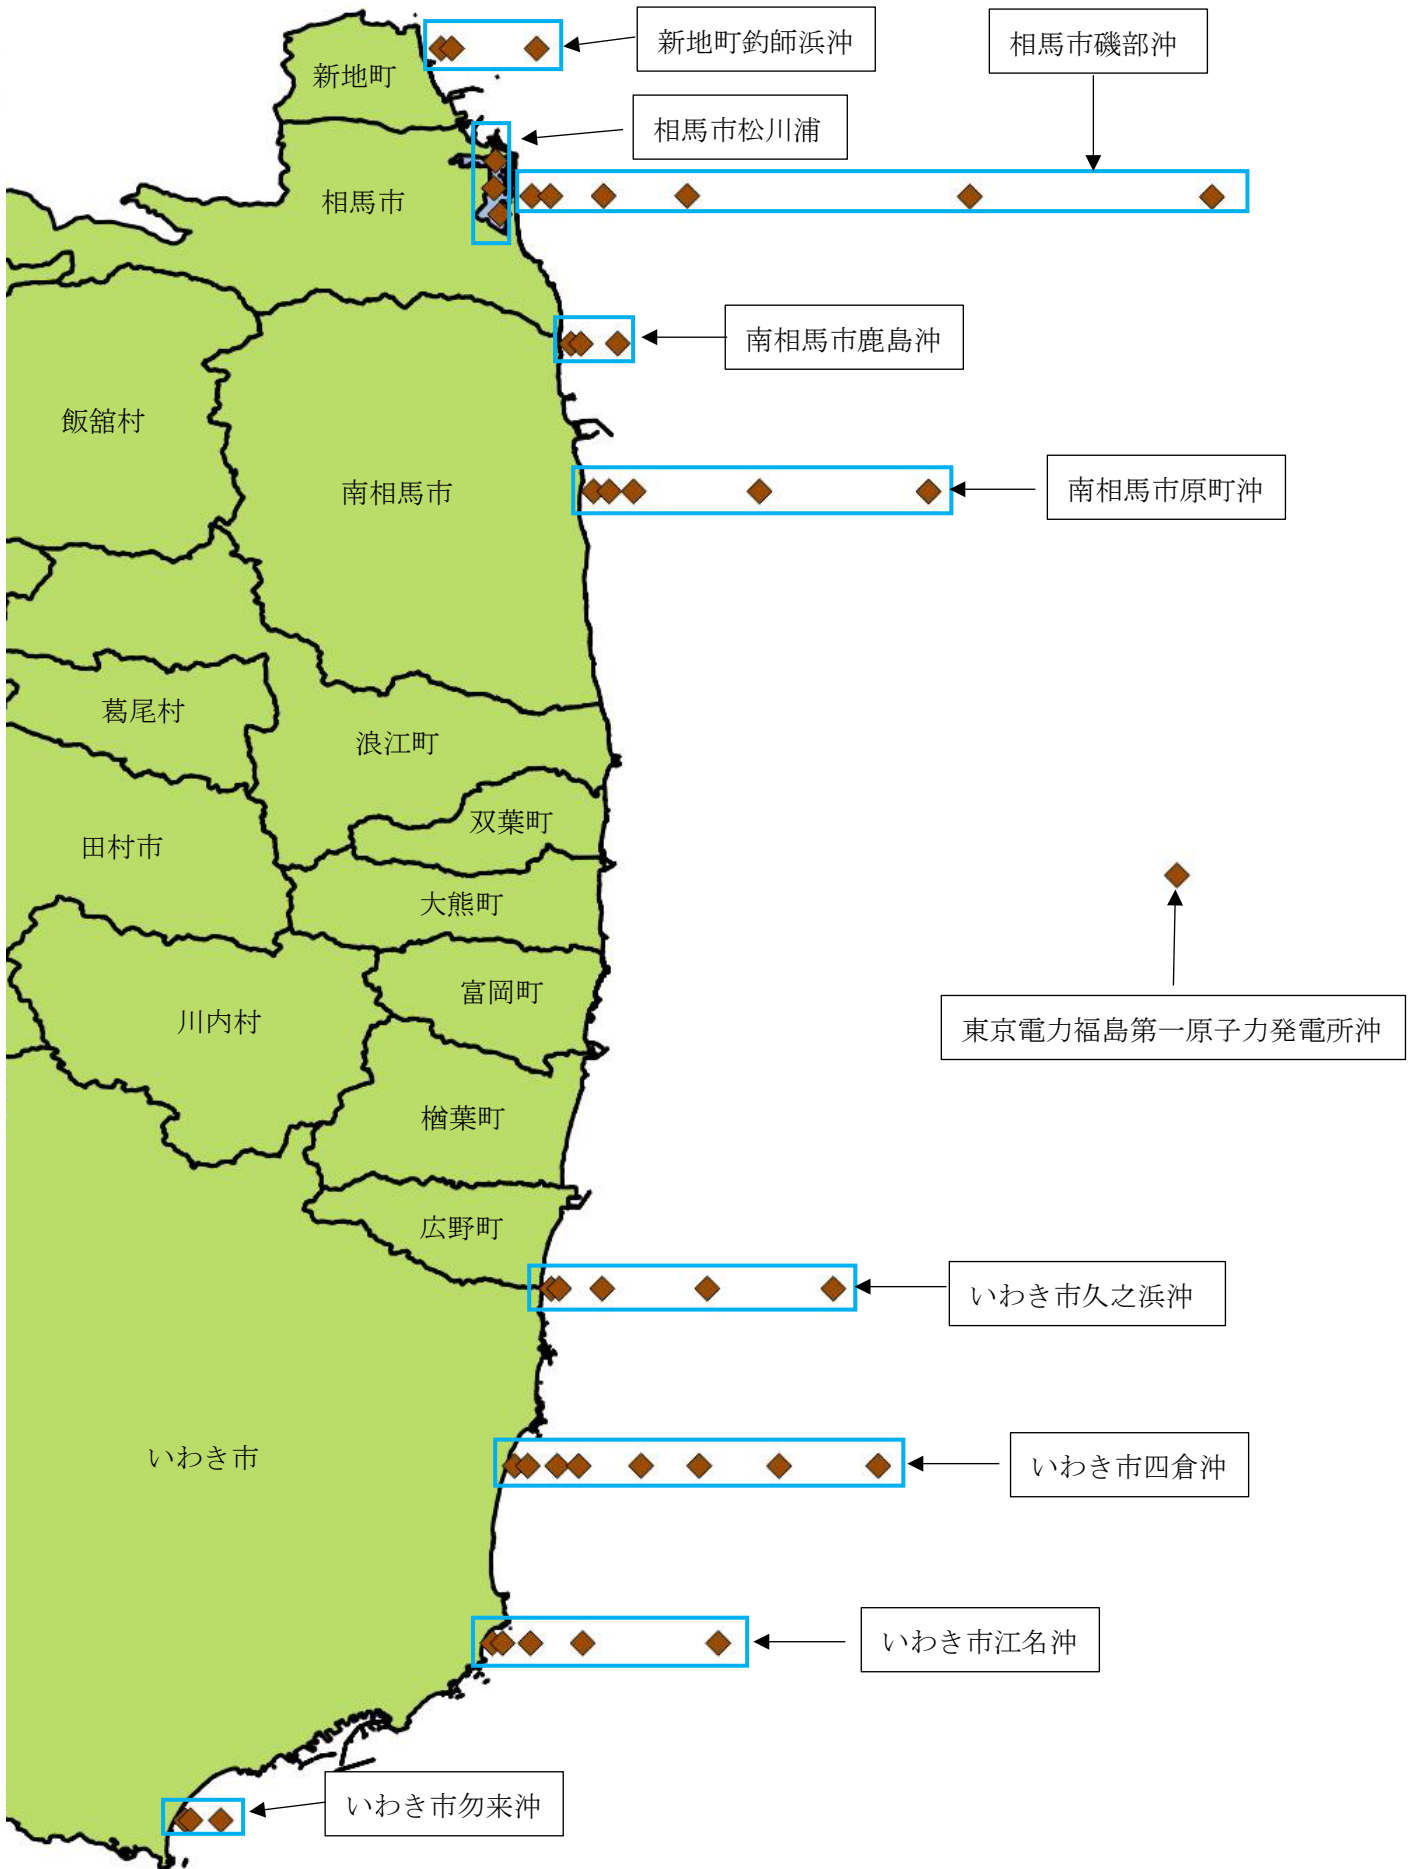 新地町釣師浜沖
相馬市磯部沖
新地町
相馬市松川浦
相馬市
南相馬市鹿島沖
飯舘村
南相馬市
南相馬市原町沖
葛尾村
浪江町
双葉町
田村市
大熊町
富岡町
川内村
東京電力福島第一原子力発電所沖
楢葉町
広野町
いわき市久之浜沖
いわき市
いわき市四倉沖
いわき市江名沖
いわき市勿来沖